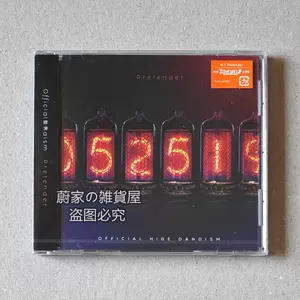 Pretender
Official髭男dism Pretender
052519
蔚家の雑貨屋
盗图必究
OFFICIAL HIGE DANDISM